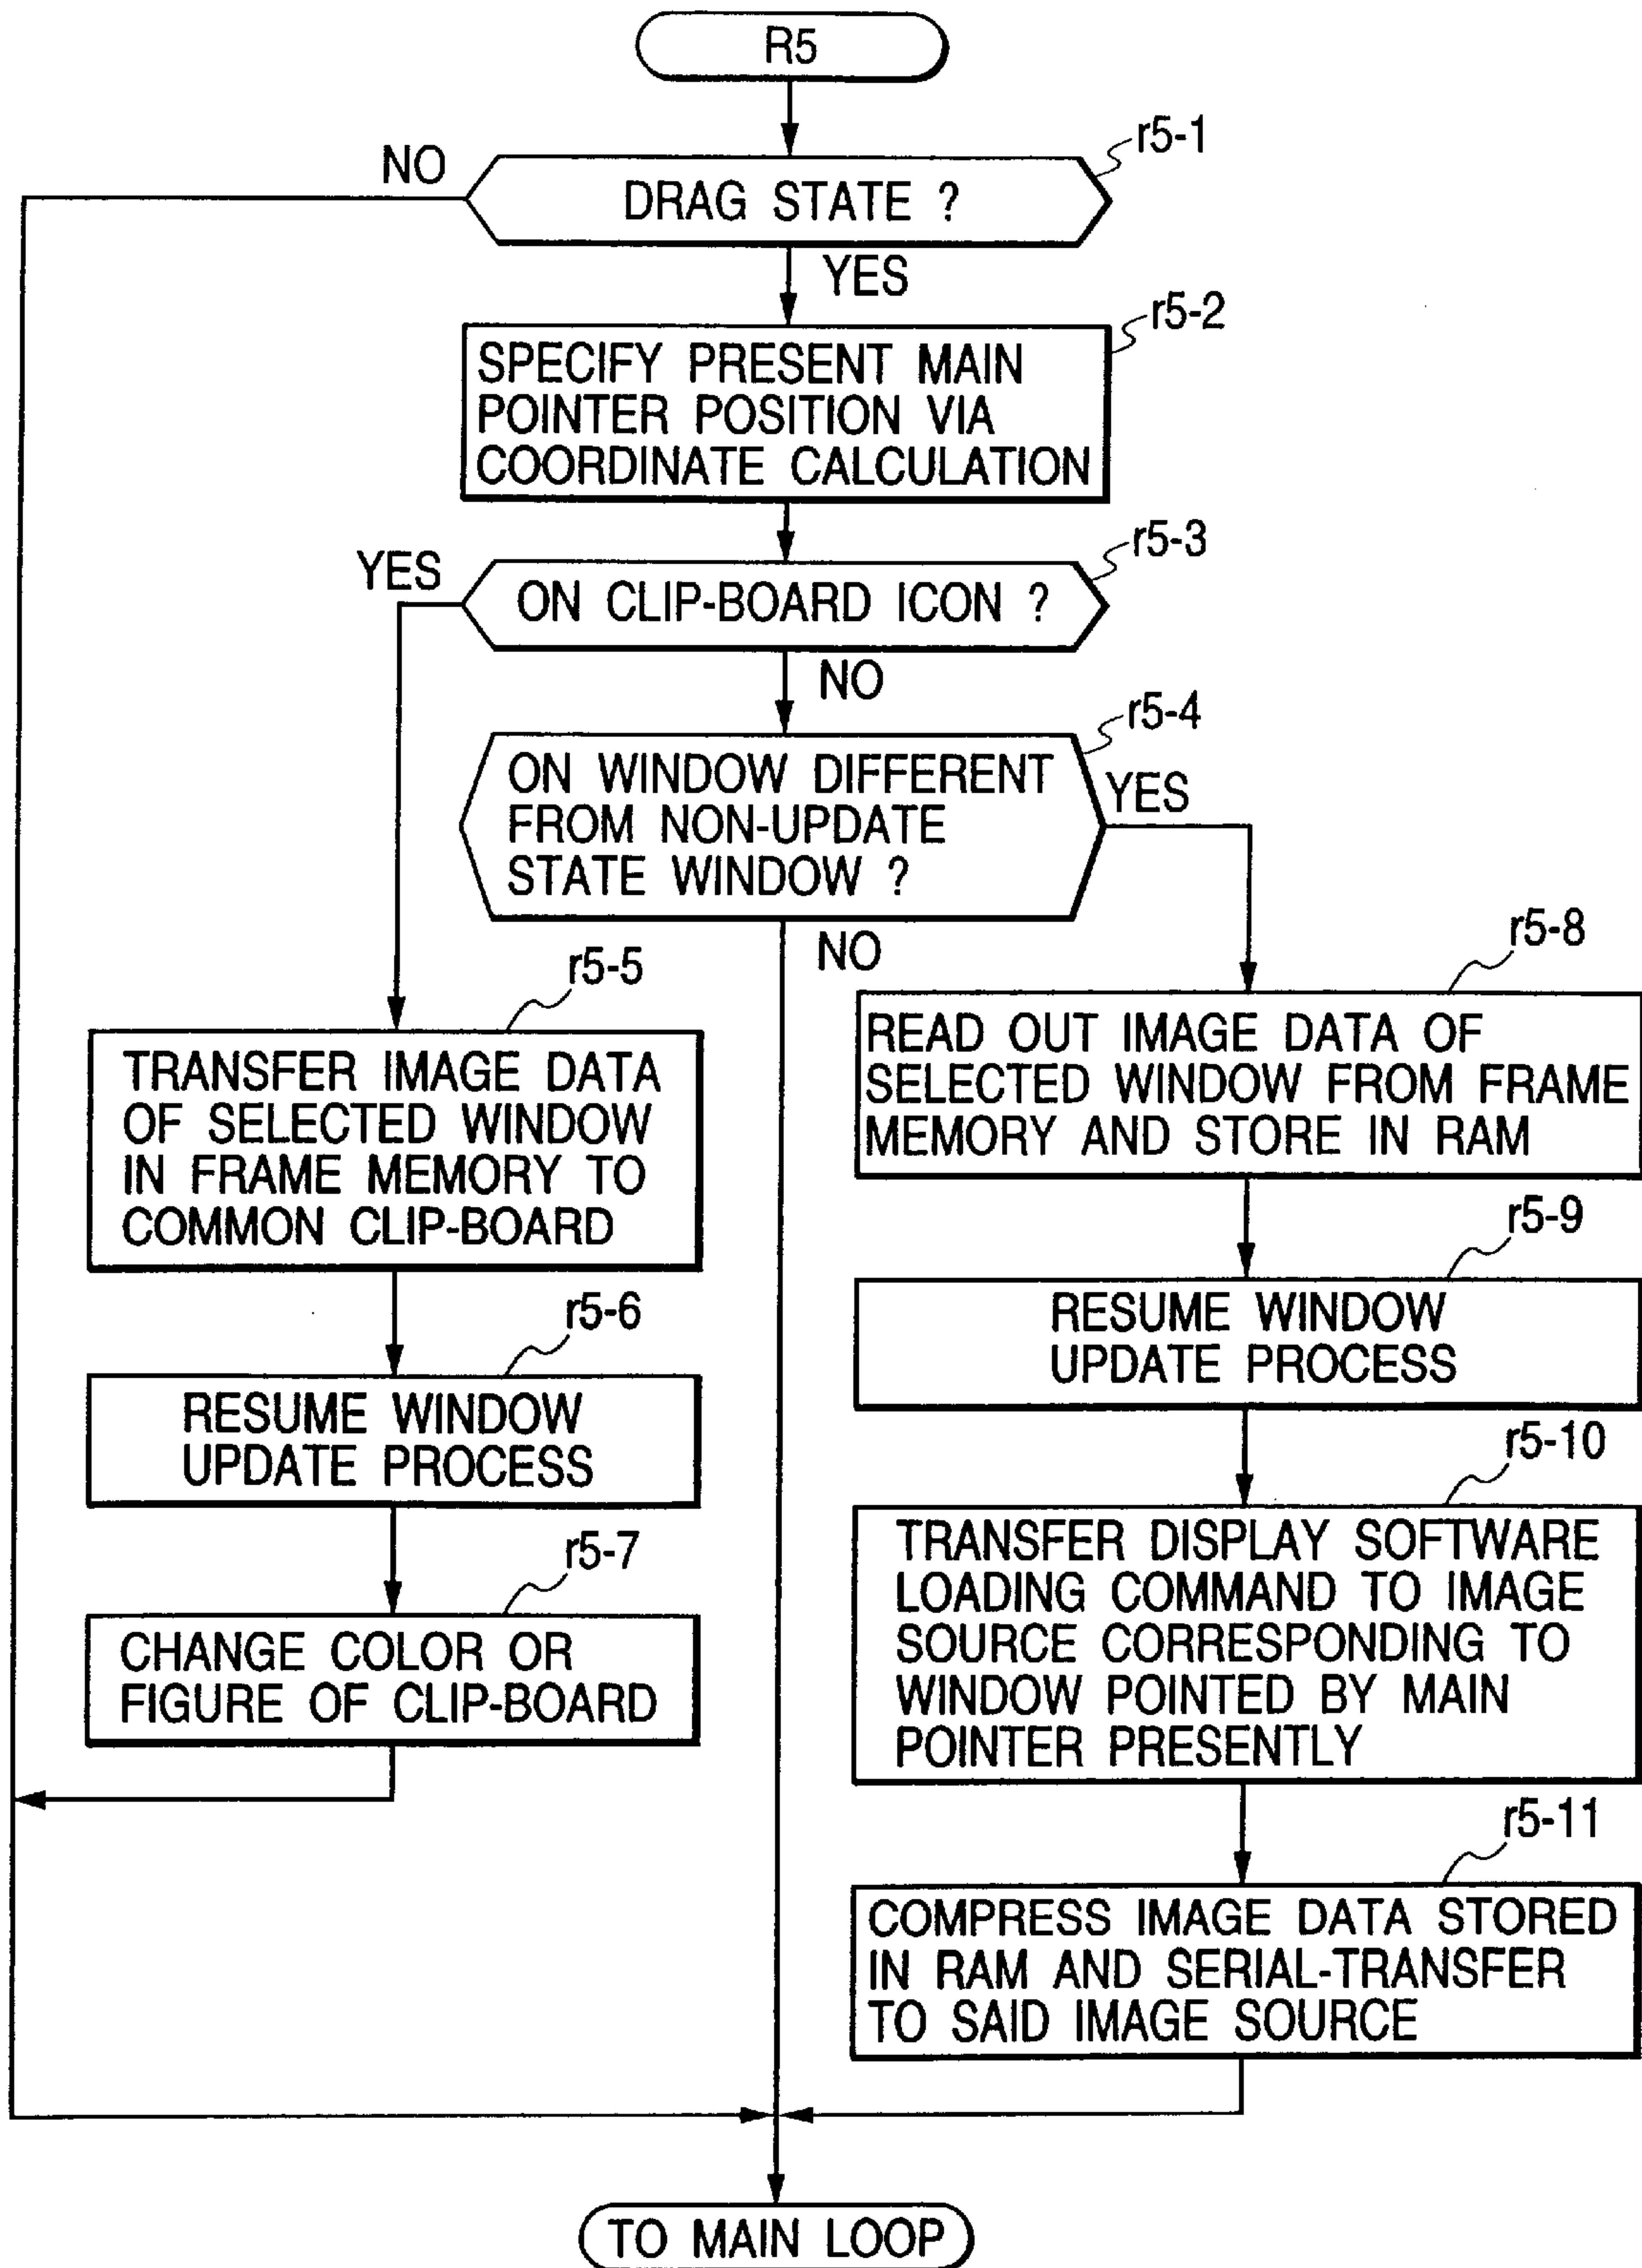 R5
r5-1
NO
DRAG STATE ?
YES
r5-2
SPECIFY PRESENT MAIN
POINTER POSITION VIA
COORDINATE CALCULATION
r5-3
YES
ON CLIP-BOARD ICON ?
NO
r5-4
ON WINDOW DIFFERENT
FROM NON-UPDATE
STATE WINDOW ?
YES
NO
r5-5
TRANSFER IMAGE DATA
OF SELECTED WINDOW
IN FRAME MEMORY TO
COMMON CLIP-BOARD
r5-6
RESUME WINDOW
UPDATE PROCESS
r5-7
CHANGE COLOR OR
FIGURE OF CLIP-BOARD
r5-8
READ OUT IMAGE DATA OF
SELECTED WINDOW FROM FRAME
MEMORY AND STORE IN RAM
r5-9
RESUME WINDOW
UPDATE PROCESS
r5-10
TRANSFER DISPLAY SOFTWARE
LOADING COMMAND TO IMAGE
SOURCE CORRESPONDING TO
WINDOW POINTED BY MAIN
POINTER PRESENTLY
r5-11
COMPRESS IMAGE DATA STORED
IN RAM AND SERIAL-TRANSFER
TO SAID IMAGE SOURCE
TO MAIN LOOP